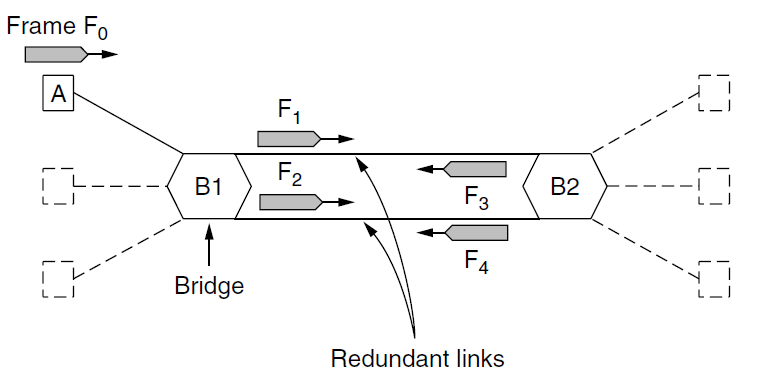 Frame F0
A
F1
F2
B1
B2
F3
F4
Bridge
Redundant links